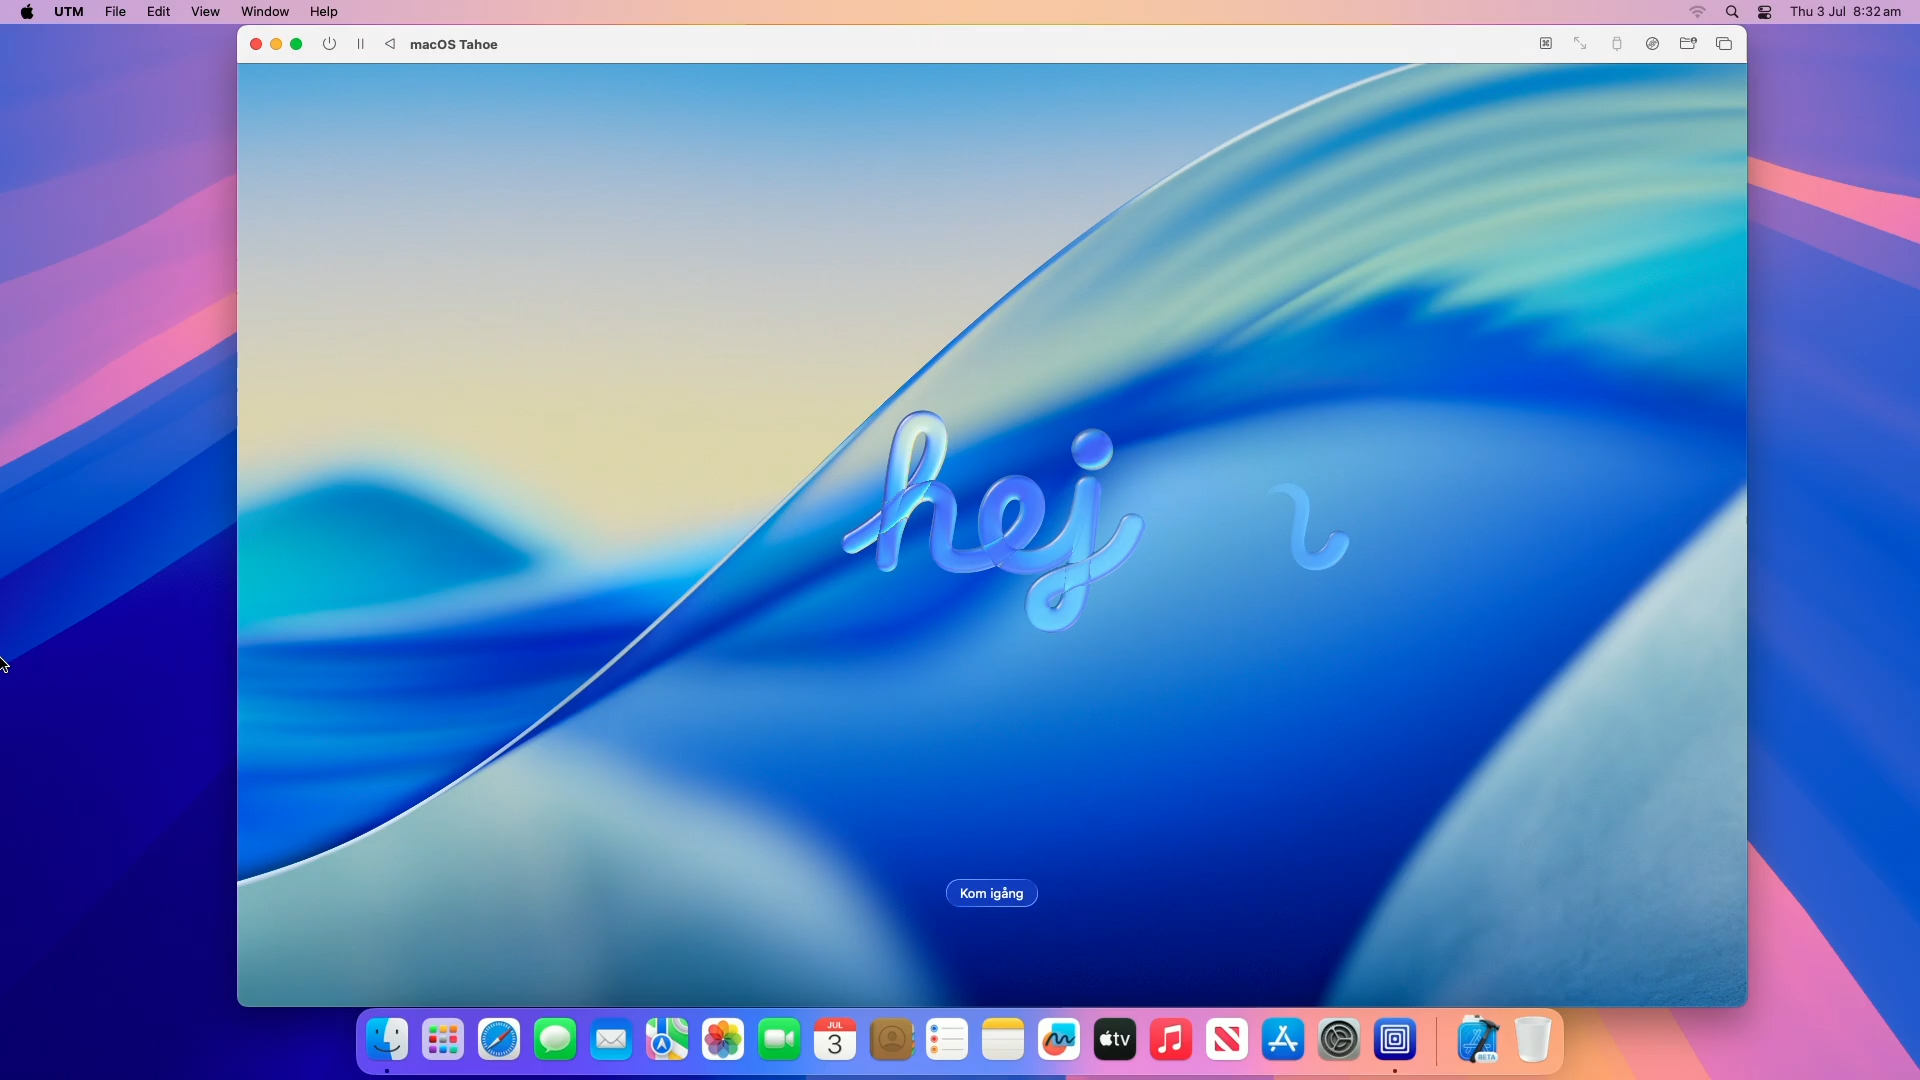 UTM File Edit View Window Help Thu 3 Jul 8:32 am
macOS Tahoe
hej
Kom igång
JUL
3
tv
BETA